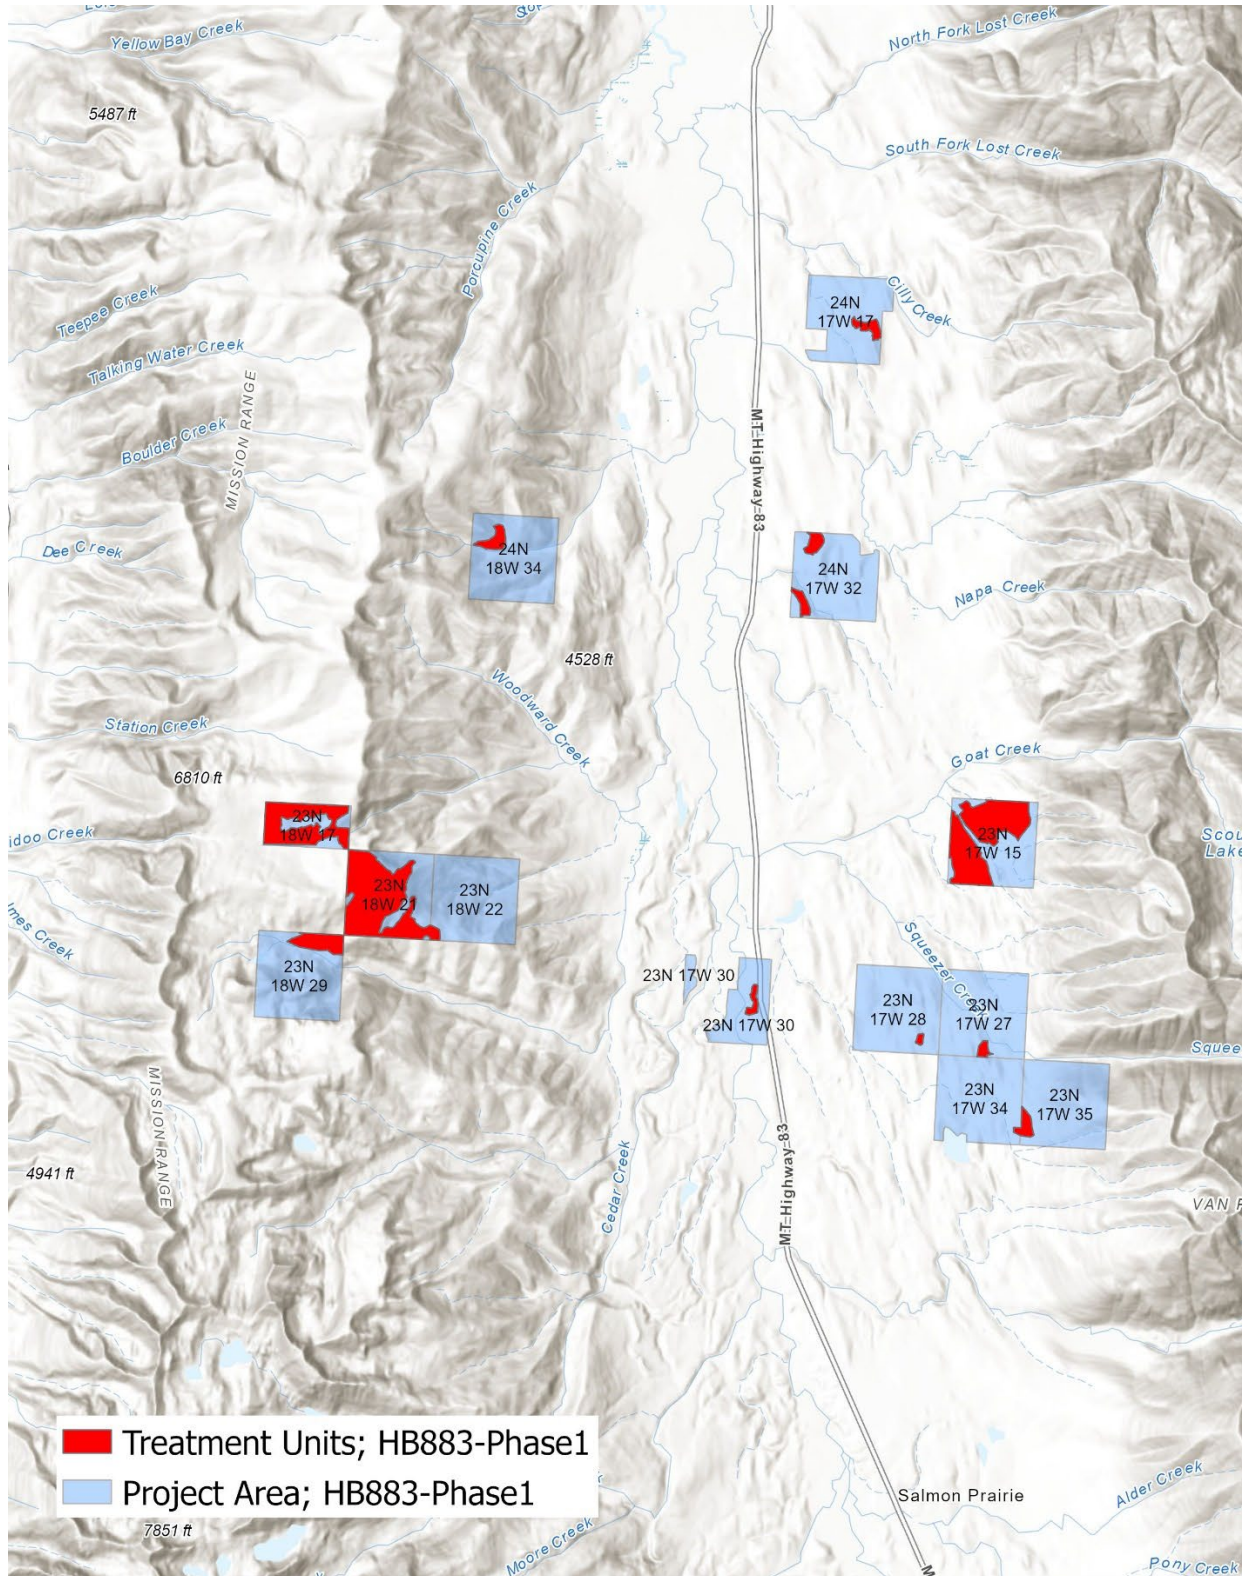 Yellow Bay Creek
North Fork Lost Creek
5487 ft
South Fork Lost Creek
Porcupine Creek
Cilly Creek
24N
17W 17
Teepee Creek
Talking Water Creek
MISSION RANGE
Boulder Creek
MT-Highway-83
24N
18W 34
24N
17W 32
Dee Creek
Napa Creek
4528 ft
Woodward Creek
Station Creek
Goat Creek
6810 ft
23N
18W 17
idoo Creek
23N
17W 15
Scou
Lake
23N
18W 21
23N
18W 22
mes Creek
Squeezer Creek
23N
18W 29
23N 17W 30
23N 17W 30
23N
17W 28
23N
17W 27
Squee
MISSION RANGE
23N
17W 34
23N
17W 35
4941 ft
Cedar Creek
MT-Highway-83
VAN
Treatment Units; HB883-Phase1
Project Area; HB883-Phase1
Salmon Prairie
Alder Creek
7851 ft
Moore Creek
M
Pony Creek